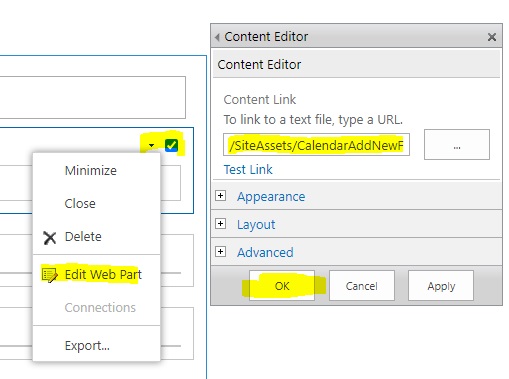 Minimize
Close
Delete
Edit Web Part
Connections
Export...
Content Editor
Content Editor
Content Link
To link to a text file, type a URL.
/SiteAssets/CalendarAddNewF
...
Test Link
Appearance
Layout
Advanced
OK Cancel Apply